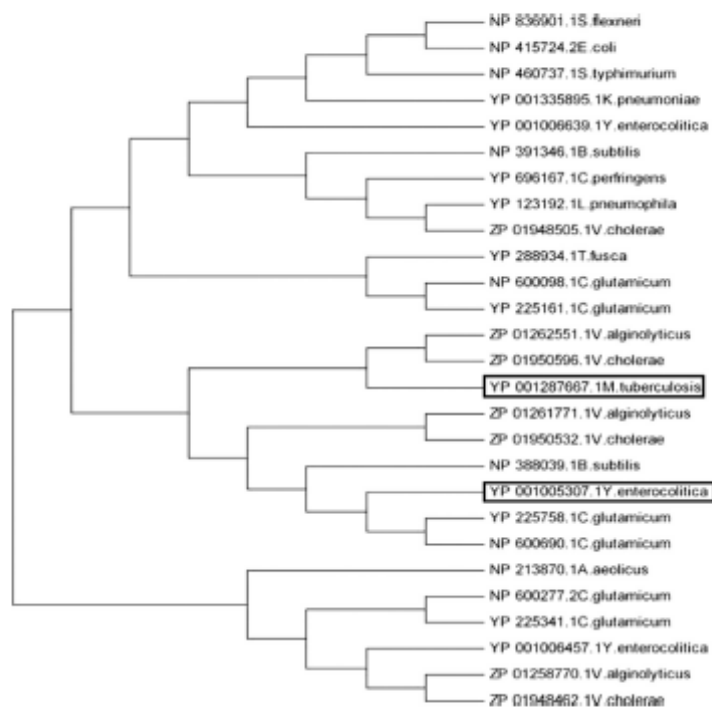 NP 836901.1S.flexneri
NP 415724.2E.coli
NP 460737.1S.typhimurium
YP 001335895.1K.pneumoniae
YP 001006639.1Y.enterocolitica
NP 391346.1B.subtilis
YP 696167.1C.perfringens
YP 123192.1L.pneumophila
ZP 01948505.1V.cholerae
YP 288934.1T.fusca
NP 600098.1C.glutamicum
YP 225161.1C.glutamicum
ZP 01262551.1V.alginolyticus
ZP 01950596.1V.cholerae
YP 001287667.1M.tuberculosis
ZP 01261771.1V.alginolyticus
ZP 01950532.1V.cholerae
NP 388039.1B.subtilis
YP 001005307.1Y.enterocolitica
YP 225758.1C.glutamicum
NP 600690.1C.glutamicum
NP 213870.1A.aeolicus
NP 600277.2C.glutamicum
YP 225341.1C.glutamicum
YP 001006457.1Y.enterocolitica
ZP 01258770.1V.alginolyticus
ZP 01948462.1V.cholerae